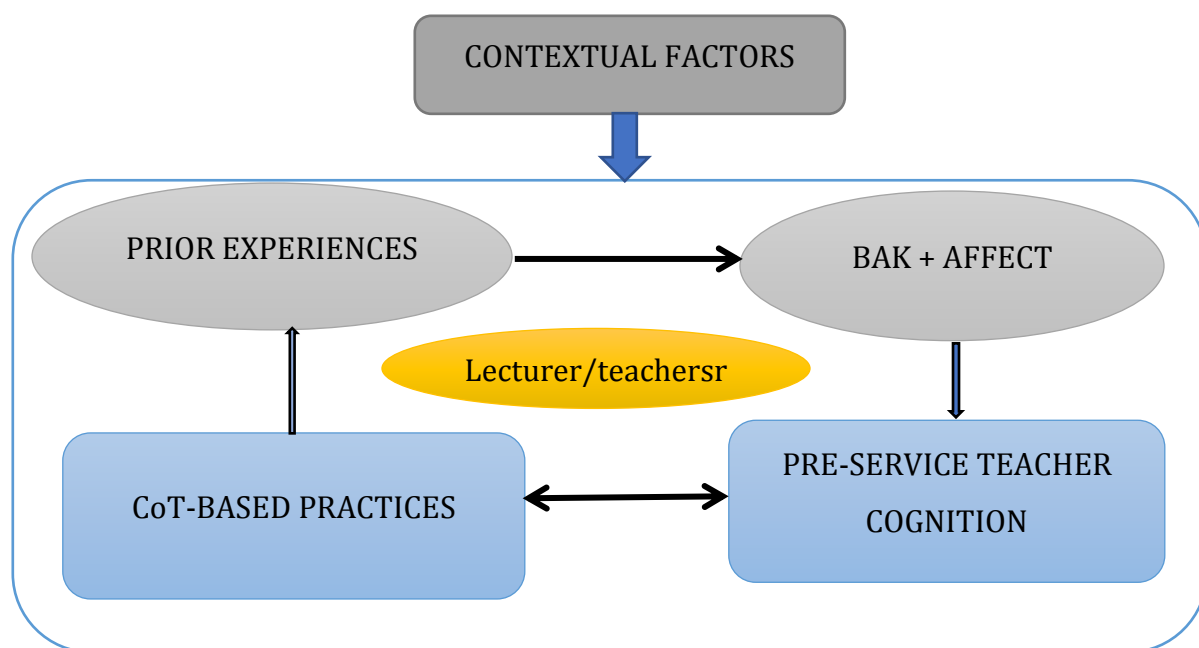 CONTEXTUAL FACTORS
PRIOR EXPERIENCES
BAK + AFFECT
Lecturer/teachersr
CoT-BASED PRACTICES
PRE-SERVICE TEACHER
COGNITION